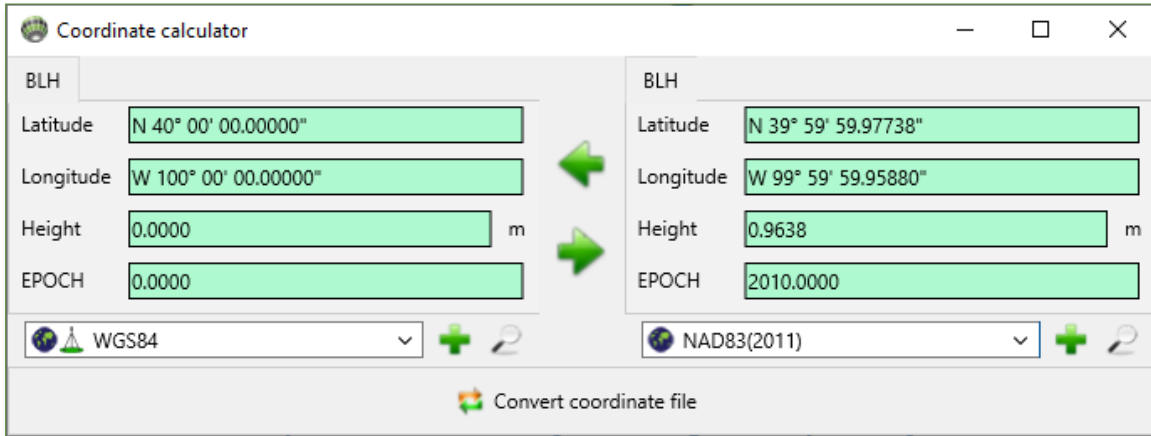 Coordinate calculator
BLH
Latitude N 40° 00' 00.00000"
Longitude W 100° 00' 00.00000"
Height 0.0000 m
EPOCH 0.0000
WGS84
BLH
Latitude N 39° 59' 59.97738"
Longitude W 99° 59' 59.95880"
Height 0.9638 m
EPOCH 2010.0000
NAD83(2011)
Convert coordinate file